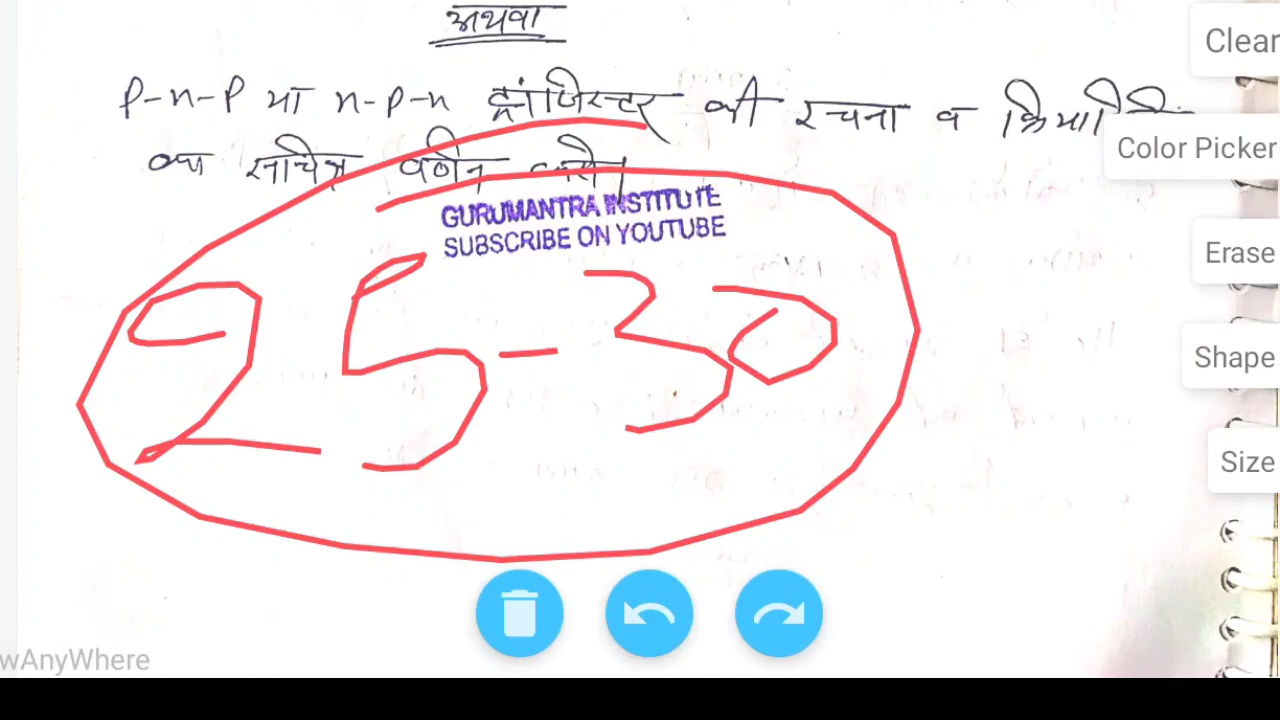 अथवा
Clear
P-n-P या n-p-n ट्रांजिस्टर की रचना व
Color Picker
का सचित्र वर्णन करो।
GURUMANTRA INSTITUTE
SUBSCRIBE ON YOUTUBE
Erase
25-30
Shape
Size
wAnyWhere